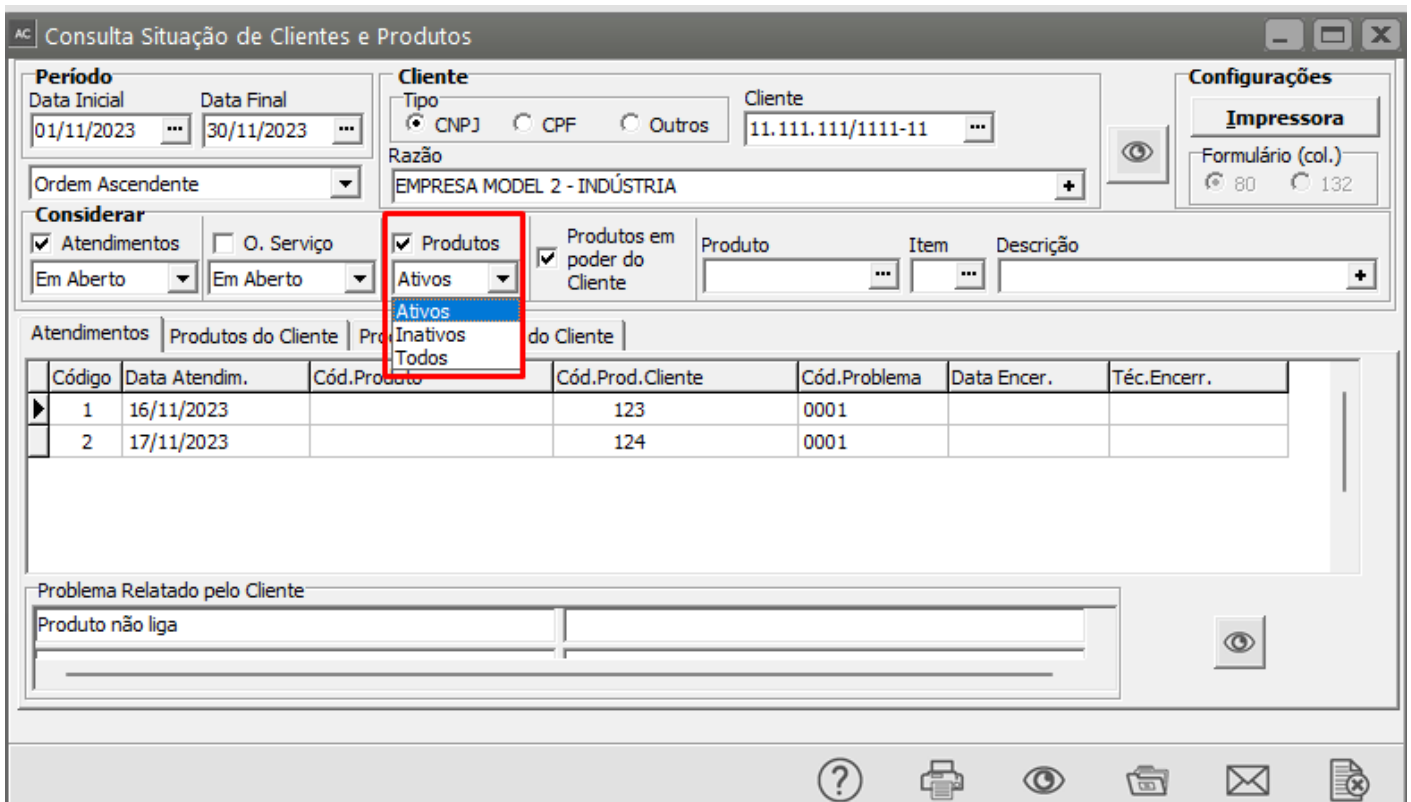 AC Consulta Situação de Clientes e Produtos
Período
Data Inicial Data Final
01/11/2023 ... 30/11/2023 ...
Ordem Ascendente
Cliente
Tipo
CNPJ CPF Outros
Cliente
11.111.111/1111-11 ...
Razão
EMPRESA MODEL 2 - INDÚSTRIA +
Configurações
Impressora
Formulário (col.)
80 132
Considerar
Atendimentos
Em Aberto
O. Serviço
Em Aberto
Produtos
Ativos
Ativos
Inativos
Todos
Produtos em
poder do
Cliente
Produto Item Descrição
... ... +
Atendimentos Produtos do Cliente do Cliente
Código Data Atendim. Cód.Produto Cód.Prod.Cliente Cód.Problema Data Encer. Téc.Encerr.
1 16/11/2023 123 0001
2 17/11/2023 124 0001
Problema Relatado pelo Cliente
Produto não liga
?